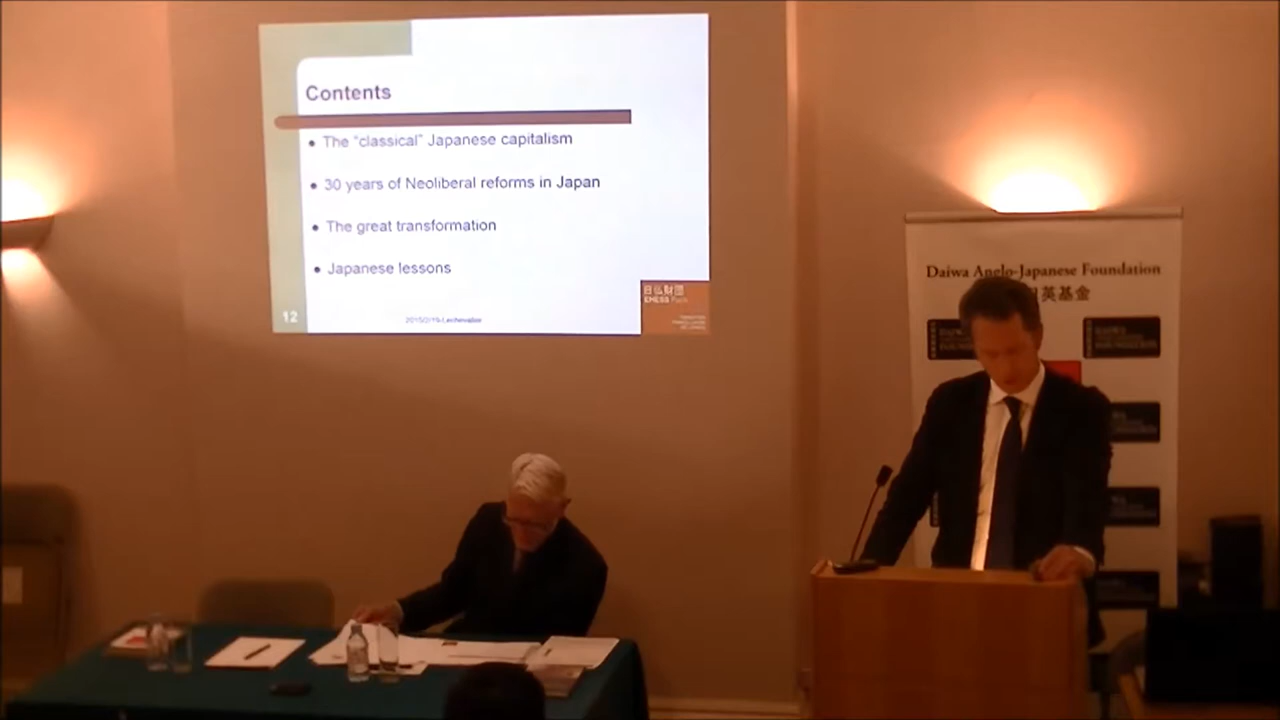 Contents
The "classical" Japanese capitalism
30 years of Neoliberal reforms in Japan
The great transformation
Japanese lessons
12
日仏財団
Daiwa Anglo-Japanese Foundation
英基金